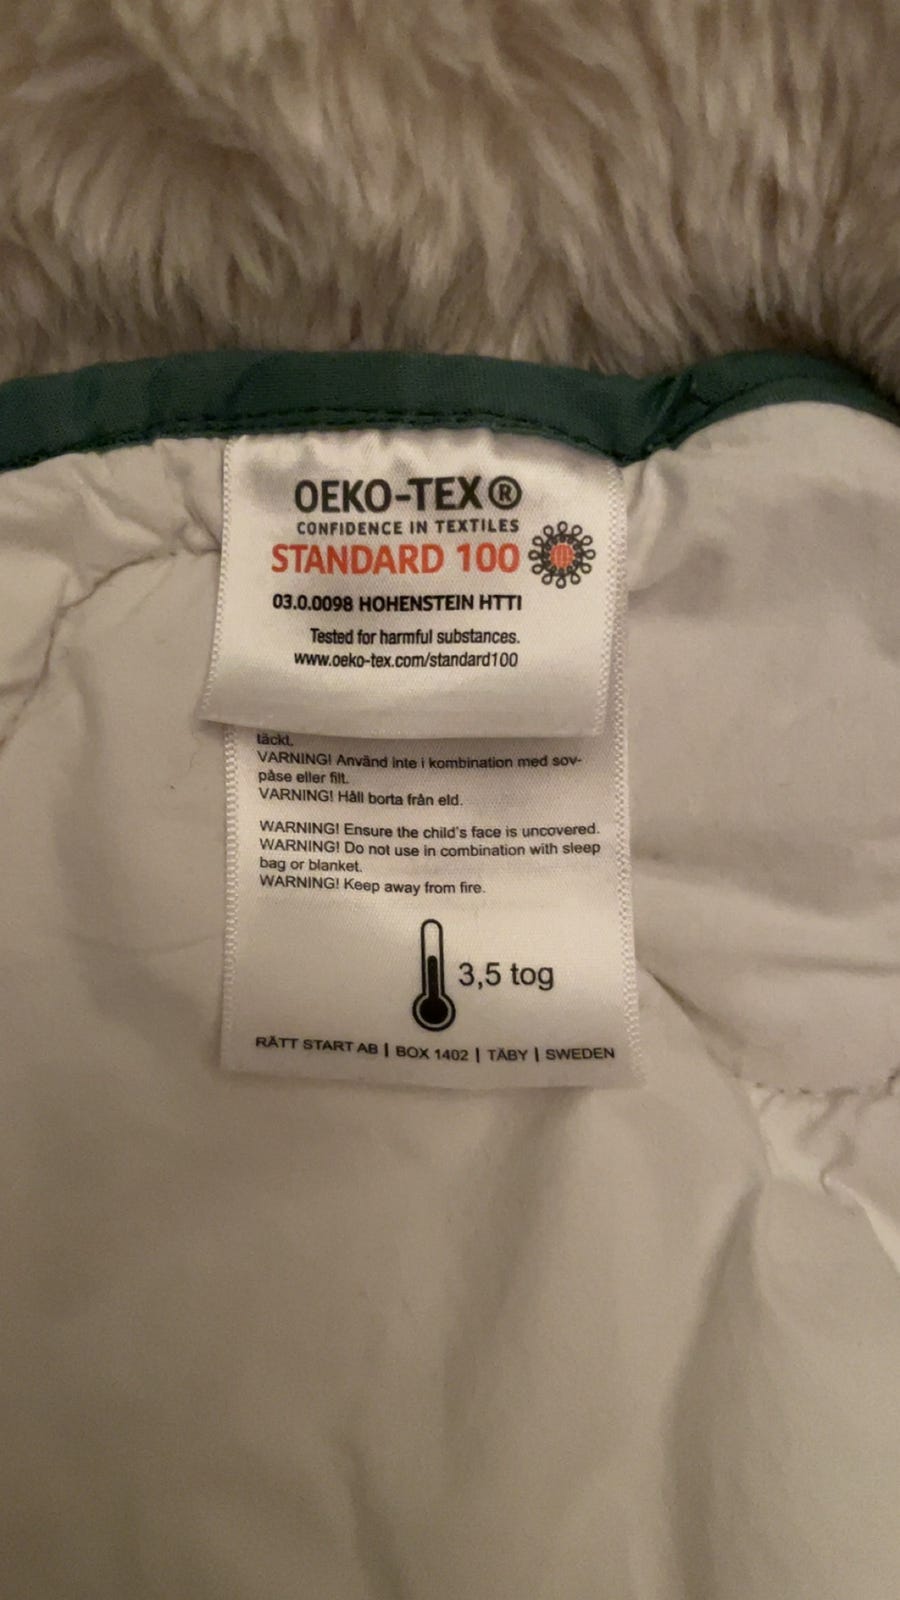 OEKO-TEX®
CONFIDENCE IN TEXTILES
STANDARD 100
03.0.0098 HOHENSTEIN HTTI
Tested for harmful substances.
www.oeko-tex.com/standard100
täckt.
VARNING! Använd inte i kombination med sov-
påse eller filt.
VARNING! Håll borta från eld.
WARNING! Ensure the child's face is uncovered.
WARNING! Do not use in combination with sleep
bag or blanket.
WARNING! Keep away from fire.
3,5 tog
RÄTT START AB | BOX 1402 | TÄBY | SWEDEN